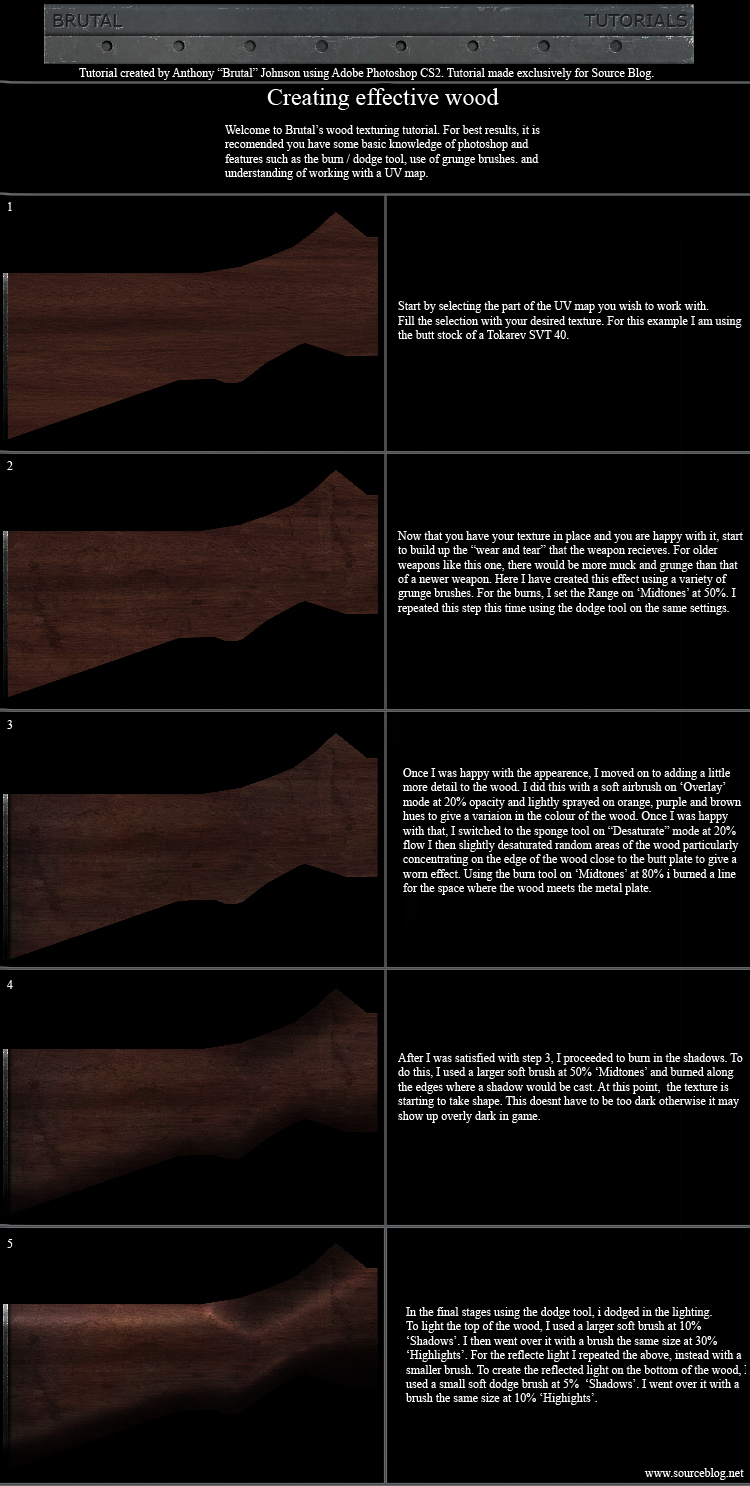 BRUTAL TUTORIALS
Tutorial created by Anthony “Brutal” Johnson using Adobe Photoshop CS2. Tutorial made exclusively for Source Blog.
Creating effective wood
Welcome to Brutal’s wood texturing tutorial. For best results, it is
recomended you have some basic knowledge of photoshop and
features such as the burn / dodge tool, use of grunge brushes. and
understanding of working with a UV map.
1
Start by selecting the part of the UV map you wish to work with.
Fill the selection with your desired texture. For this example I am using
the butt stock of a Tokarev SVT 40.
2
Now that you have your texture in place and you are happy with it, start
to build up the “wear and tear” that the weapon recieves. For older
weapons like this one, there would be more muck and grunge than that
of a newer weapon. Here I have created this effect using a variety of
grunge brushes. For the burns, I set the Range on ‘Midtones’ at 50%. I
repeated this step this time using the dodge tool on the same settings.
3
Once I was happy with the appearence, I moved on to adding a little
more detail to the wood. I did this with a soft airbrush on ‘Overlay’
mode at 20% opacity and lightly sprayed on orange, purple and brown
hues to give a variaion in the colour of the wood. Once I was happy
with that, I switched to the sponge tool on “Desaturate” mode at 20%
flow I then slightly desaturated random areas of the wood particularly
concentrating on the edge of the wood close to the butt plate to give a
worn effect. Using the burn tool on ‘Midtones’ at 80% i burned a line
for the space where the wood meets the metal plate.
4
After I was satisfied with step 3, I proceeded to burn in the shadows. To
do this, I used a larger soft brush at 50% ‘Midtones’ and burned along
the edges where a shadow would be cast. At this point, the texture is
starting to take shape. This doesnt have to be too dark otherwise it may
show up overly dark in game.
5
In the final stages using the dodge tool, i dodged in the lighting.
To light the top of the wood, I used a larger soft brush at 10%
‘Shadows’. I then went over it with a brush the same size at 30%
‘Highlights’. For the reflecte light I repeated the above, instead with a
smaller brush. To create the reflected light on the bottom of the wood, I
used a small soft dodge brush at 5% ‘Shadows’. I went over it with a
brush the same size at 10% ‘Highights’.
www.sourceblog.net